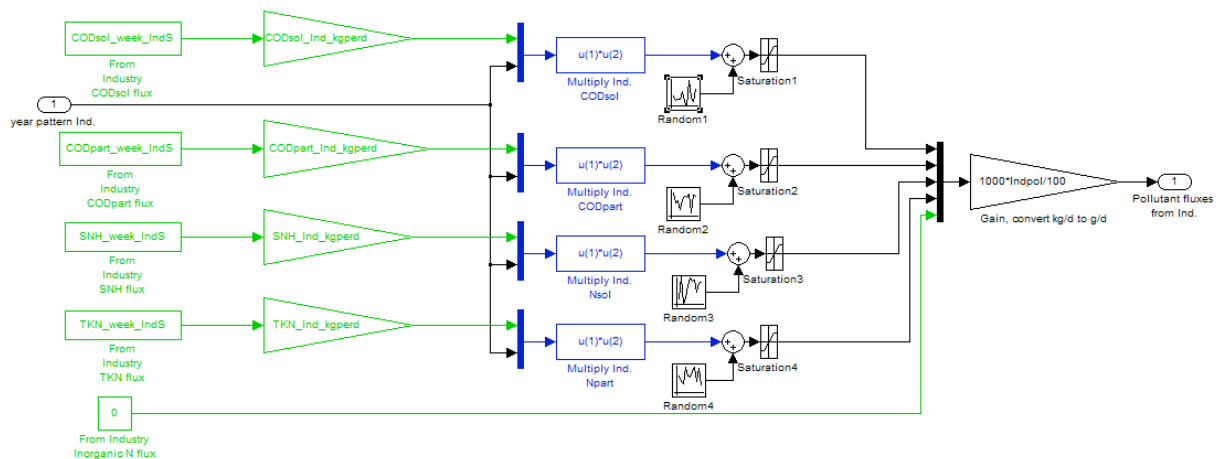 CODsol_week_IndS
CODsol_Ind_kgperd
From
Industry
CODsol flux
u(1)*u(2)
Multiply Ind.
CODsol
+
+
Saturation1
Random1
1
year pattern Ind.
CODpart_week_IndS
CODpart_Ind_kgperd
From
Industry
CODpart flux
u(1)*u(2)
Multiply Ind.
CODpart
+
+
Saturation2
Random2
SNH_week_IndS
SNH_Ind_kgperd
From
Industry
SNH flux
u(1)*u(2)
Multiply Ind.
Nsol
+
+
Saturation3
Random3
TKN_week_IndS
TKN_Ind_kgperd
From
Industry
TKN flux
u(1)*u(2)
Multiply Ind.
Npart
+
+
Saturation4
Random4
0
From Industry
Inorganic N flux
1000*Indpol/100
Gain, convert kg/d to g/d
1
Pollutant fluxes
from Ind.